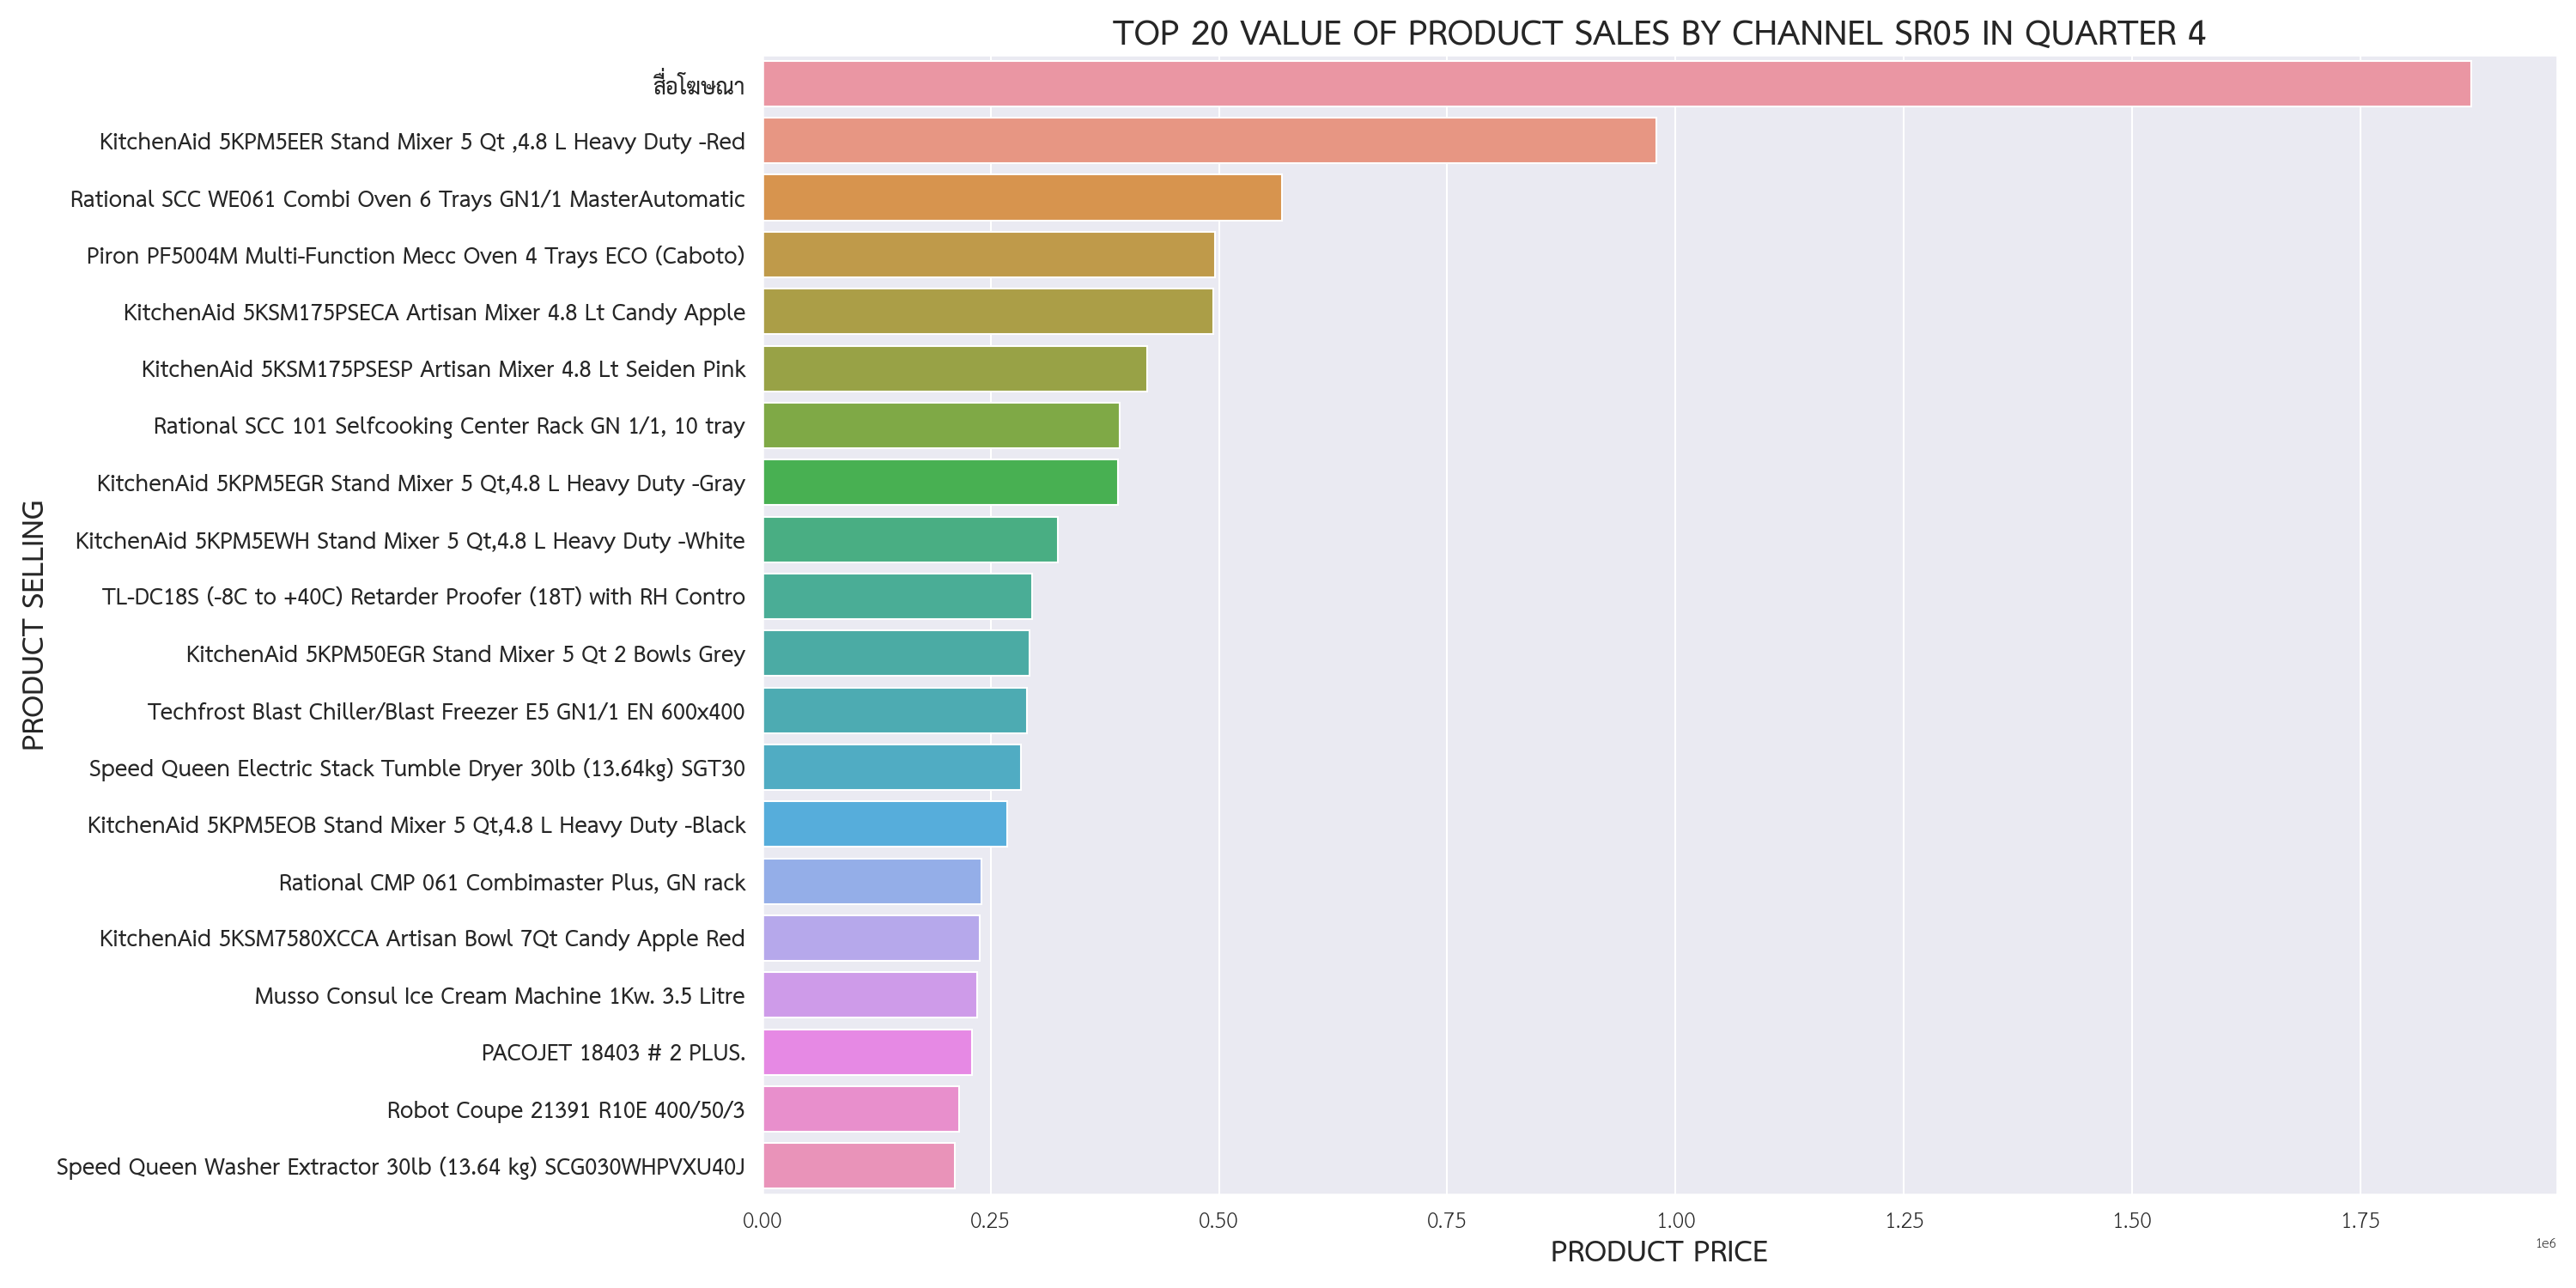 TOP 20 VALUE OF PRODUCT SALES BY CHANNEL SR05 IN QUARTER 4
PRODUCT SELLING
สื่อโฆษณา
KitchenAid 5KPM5EER Stand Mixer 5 Qt ,4.8 L Heavy Duty -Red
Rational SCC WE061 Combi Oven 6 Trays GN1/1 MasterAutomatic
Piron PF5004M Multi-Function Mecc Oven 4 Trays ECO (Caboto)
KitchenAid 5KSM175PSECA Artisan Mixer 4.8 Lt Candy Apple
KitchenAid 5KSM175PSESP Artisan Mixer 4.8 Lt Seiden Pink
Rational SCC 101 Selfcooking Center Rack GN 1/1, 10 tray
KitchenAid 5KPM5EGR Stand Mixer 5 Qt,4.8 L Heavy Duty -Gray
KitchenAid 5KPM5EWH Stand Mixer 5 Qt,4.8 L Heavy Duty -White
TL-DC18S (-8C to +40C) Retarder Proofer (18T) with RH Contro
KitchenAid 5KPM50EGR Stand Mixer 5 Qt 2 Bowls Grey
Techfrost Blast Chiller/Blast Freezer E5 GN1/1 EN 600x400
Speed Queen Electric Stack Tumble Dryer 30lb (13.64kg) SGT30
KitchenAid 5KPM5EOB Stand Mixer 5 Qt,4.8 L Heavy Duty -Black
Rational CMP 061 Combimaster Plus, GN rack
KitchenAid 5KSM7580XCCA Artisan Bowl 7Qt Candy Apple Red
Musso Consul Ice Cream Machine 1Kw. 3.5 Litre
PACOJET 18403 # 2 PLUS.
Robot Coupe 21391 R10E 400/50/3
Speed Queen Washer Extractor 30lb (13.64 kg) SCG030WHPVXU40J
0.00 0.25 0.50 0.75 1.00 1.25 1.50 1.75
1e6
PRODUCT PRICE